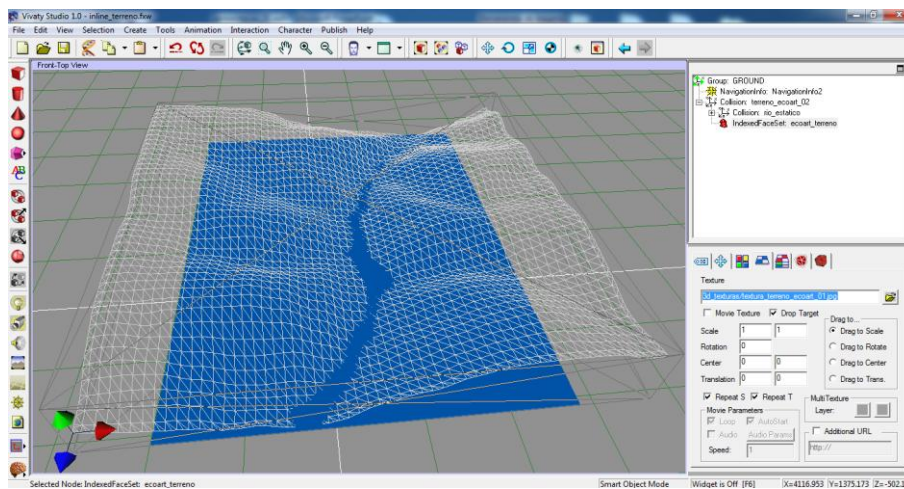 Vivaty Studio 1.0 - inline_terreno.fxw
File Edit View Selection Create Tools Animation Interaction Character Publish Help
Front-Top View
Group: GROUND
NavigationInfo: NavigationInfo2
Collision: terreno_ecoart_02
Collision: rio_estatico
IndexedFaceSet: ecoart_terreno
ABC
Texture
3d_texturas/textura_terreno_ecoart_01.jpg
Movie Texture Drop Target
Drag to...
Scale 1 1 Drag to Scale
Rotation 0 Drag to Rotate
Center 0 0 Drag to Center
Translation 0 0 Drag to Trans.
Repeat S Repeat T
MultiTexture
Layer:
Movie Parameters
Loop AutoStart
Audio Audio Params
Speed: 1
Additional URL
http://
Selected Node: IndexedFaceSet: ecoart_terreno Smart Object Mode Widget is Off [F6] X=4116.953 Y=1375.173 Z=-502.1